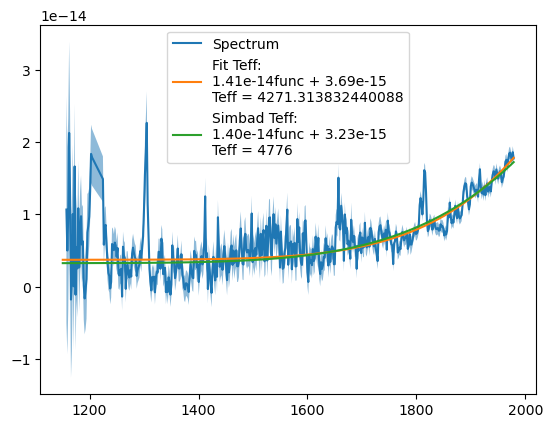 1e−14
Spectrum
Fit Teff:
1.41e-14func + 3.69e-15
Teff = 4271.313832440088
Simbad Teff:
1.40e-14func + 3.23e-15
Teff = 4776
3
2
1
0
−1
1200
1400
1600
1800
2000